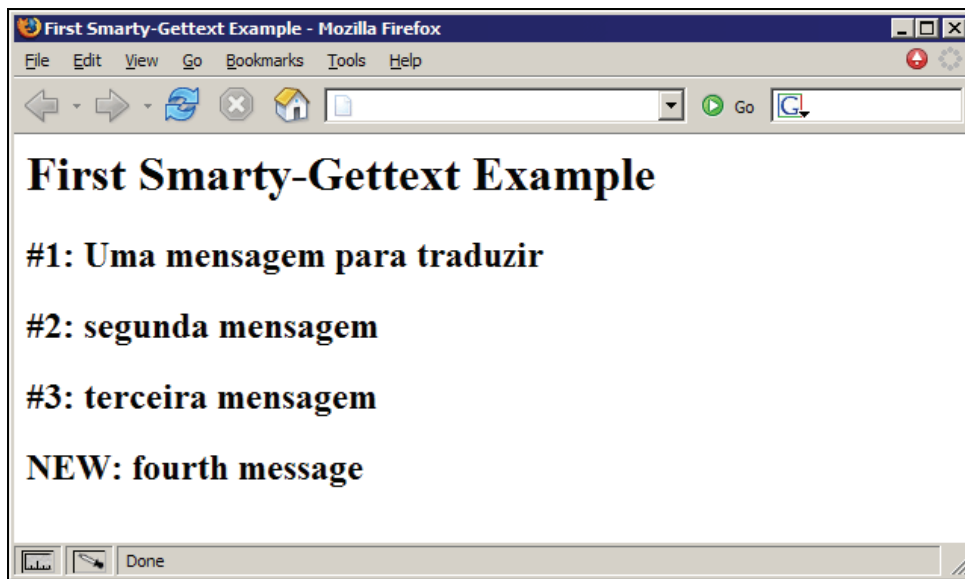 First Smarty-Gettext Example - Mozilla Firefox
File Edit View Go Bookmarks Tools Help
Go G
First Smarty-Gettext Example
#1: Uma mensagem para traduzir
#2: segunda mensagem
#3: terceira mensagem
NEW: fourth message
Done